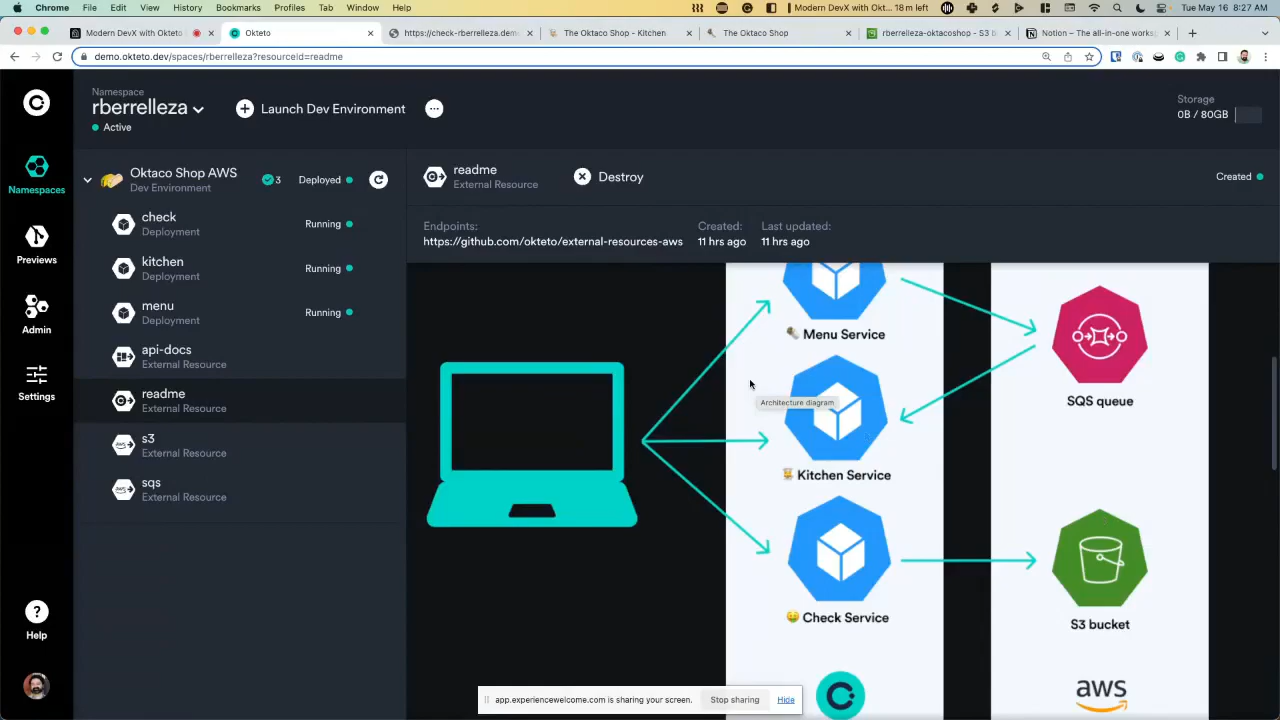 Chrome File Edit View History Bookmarks Profiles Tab Window Help
Modern DevX with Okt... 18 m left
Tue May 16 8:27 AM
Modern DevX with Okteto
Okteto
https://check-rberrelleza.dem
The Oktaco Shop - Kitchen
The Oktaco Shop
rberrelleza-oktacoshop - S3 b
Notion – The all-in-one works
demo.okteto.dev/spaces/rberrelleza?resourceid=readme
Namespace
rberrelleza
Active
Launch Dev Environment
Storage
0B / 80GB
Namespaces
Previews
Admin
Settings
Help
Oktaco Shop AWS
Dev Environment
3
Deployed
check
Deployment
Running
kitchen
Deployment
Running
menu
Deployment
Running
api-docs
External Resource
readme
External Resource
s3
External Resource
sqs
External Resource
readme
External Resource
Destroy
Created
Endpoints:
https://github.com/okteto/external-resources-aws
Created:
11 hrs ago
Last updated:
11 hrs ago
Menu Service
Architecture diagram
Kitchen Service
Check Service
SQS queue
S3 bucket
aws
app.experiencewelcome.com is sharing your screen.
Stop sharing
Hide